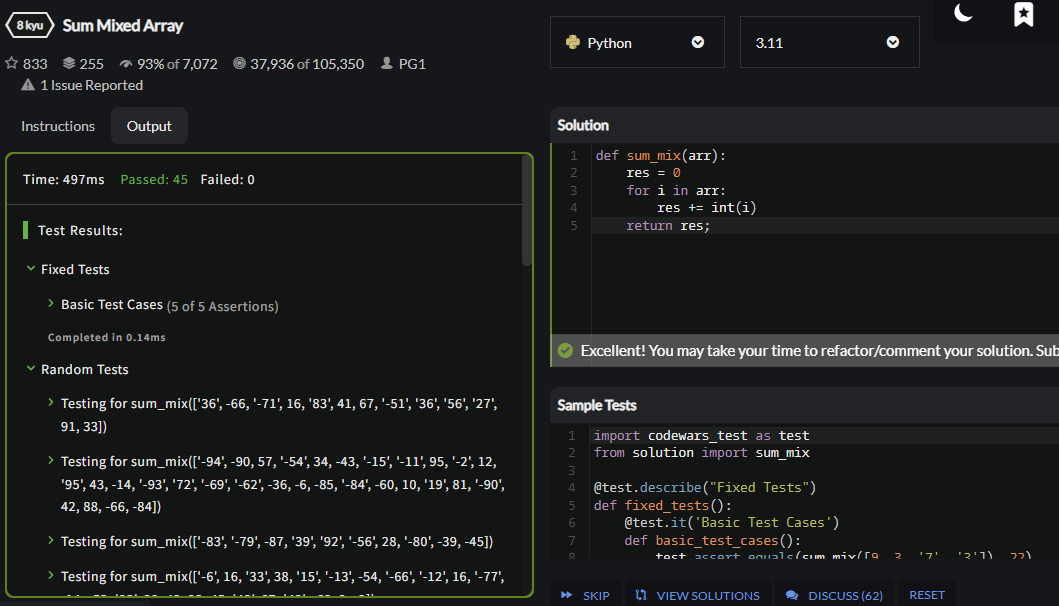 8 kyu Sum Mixed Array
833 255 93% of 7,072 37,936 of 105,350 PG1
1 Issue Reported
Instructions Output
Time: 497ms Passed: 45 Failed: 0
Test Results:
Fixed Tests
Basic Test Cases (5 of 5 Assertions)
Completed in 0.14ms
Random Tests
Testing for sum_mix(['36', -66, '-71', 16, '83', 41, 67, '-51', '36', '56', '27',
91, 33])
Testing for sum_mix(['-94', -90, 57, '-54', 34, -43, '-15', '-11', 95, '-2', 12,
'95', 43, -14, '-93', '72', '-69', '-62', -36, -6, -85, '-84', -60, 10, '19', 81, '-90',
42, 88, -66, -84])
Testing for sum_mix(['-83', '-79', -87, '39', '92', '-56', 28, '-80', -39, -45])
Testing for sum_mix(['-6', 16, '33', 38, '15', '-13', -54, '-66', '-12', 16, '-77',
Python 3.11
Solution
1 def sum_mix(arr):
2 res = 0
3 for i in arr:
4 res += int(i)
5 return res;
Excellent! You may take your time to refactor/comment your solution. Sub
Sample Tests
1 import codewars_test as test
2 from solution import sum_mix
3
4 @test.describe("Fixed Tests")
5 def fixed_tests():
6 @test.it('Basic Test Cases')
7 def basic_test_cases():
8 test.assert_equals(sum_mix([9, 3, '7', '3']), 22)
SKIP VIEW SOLUTIONS DISCUSS (62) RESET